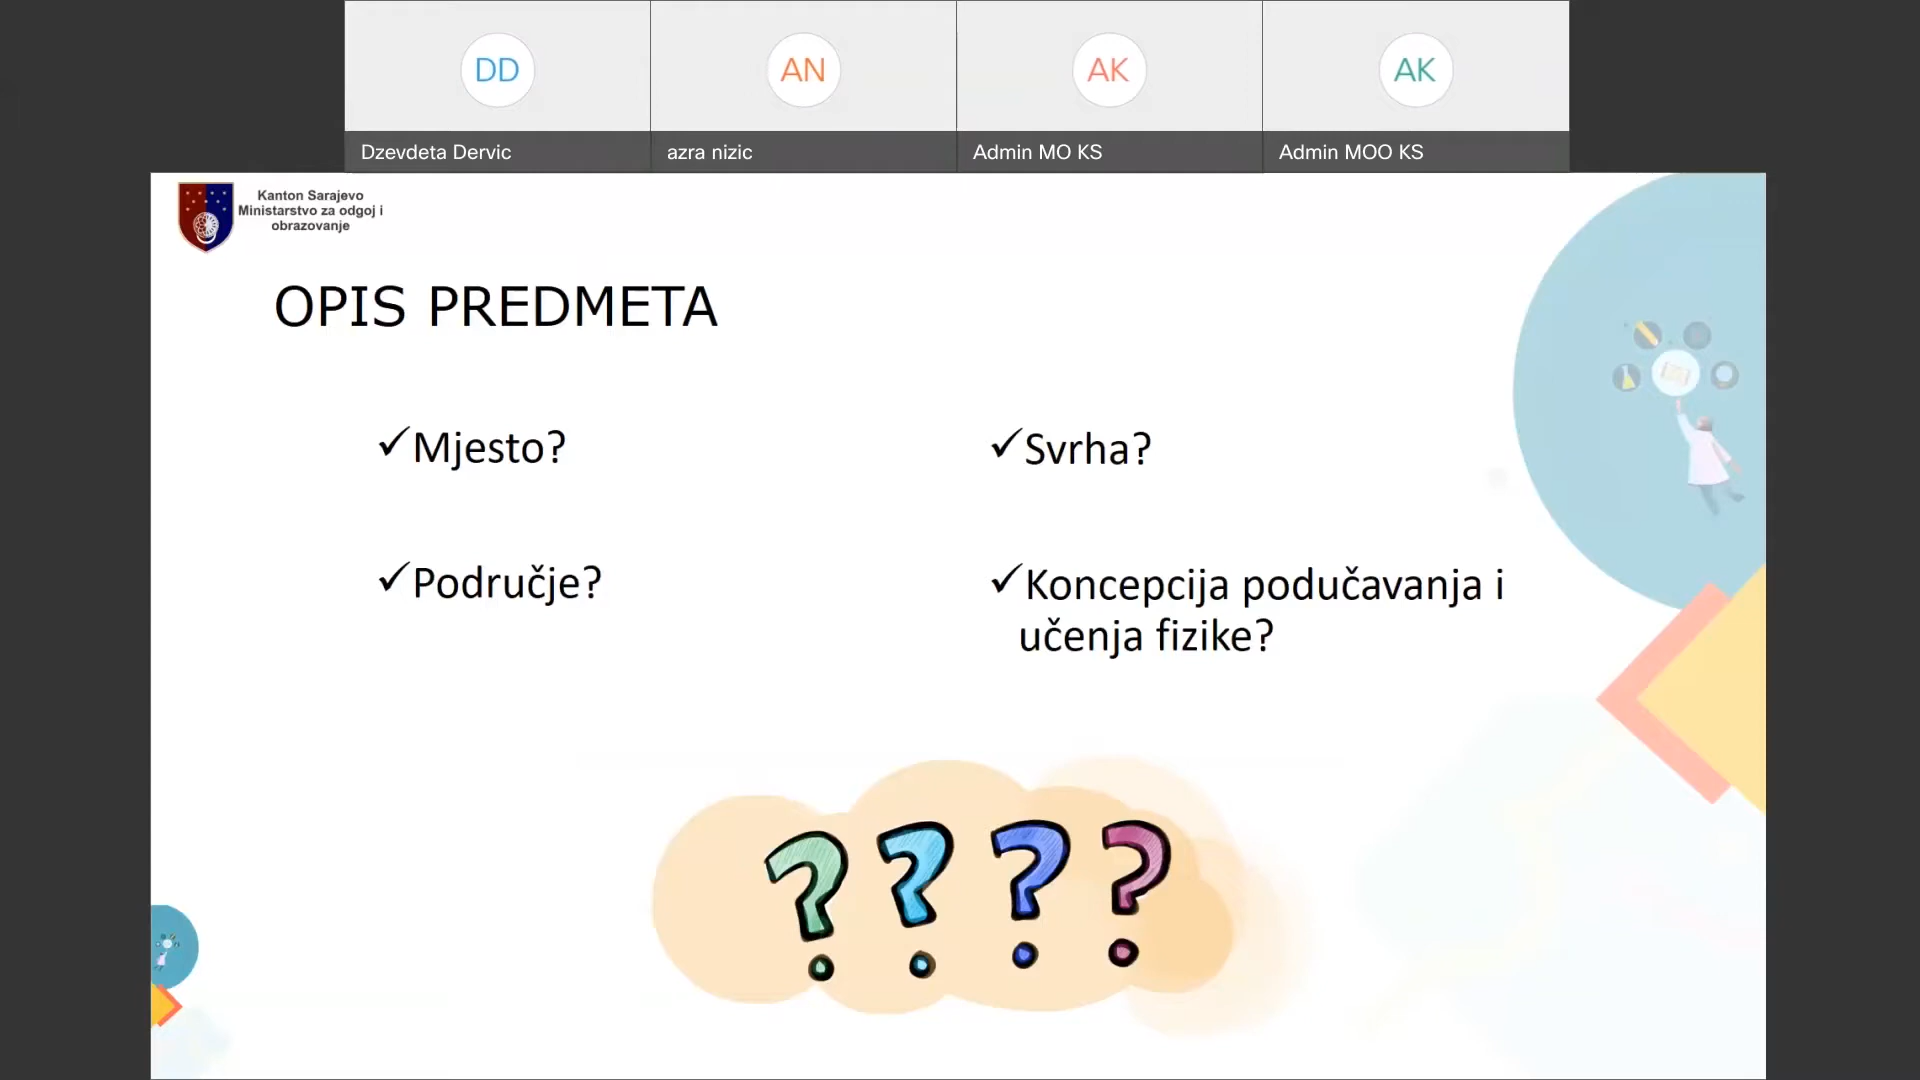 DD
AN
AK
AK
Dzevdeta Dervic
azra nizic
Admin MO KS
Admin MOO KS
Kanton Sarajevo
Ministarstvo za odgoj i
obrazovanje
OPIS PREDMETA
✓Mjesto?
✓Područje?
✓Svrha?
✓Koncepcija podučavanja i
učenja fizike?
? ? ? ?